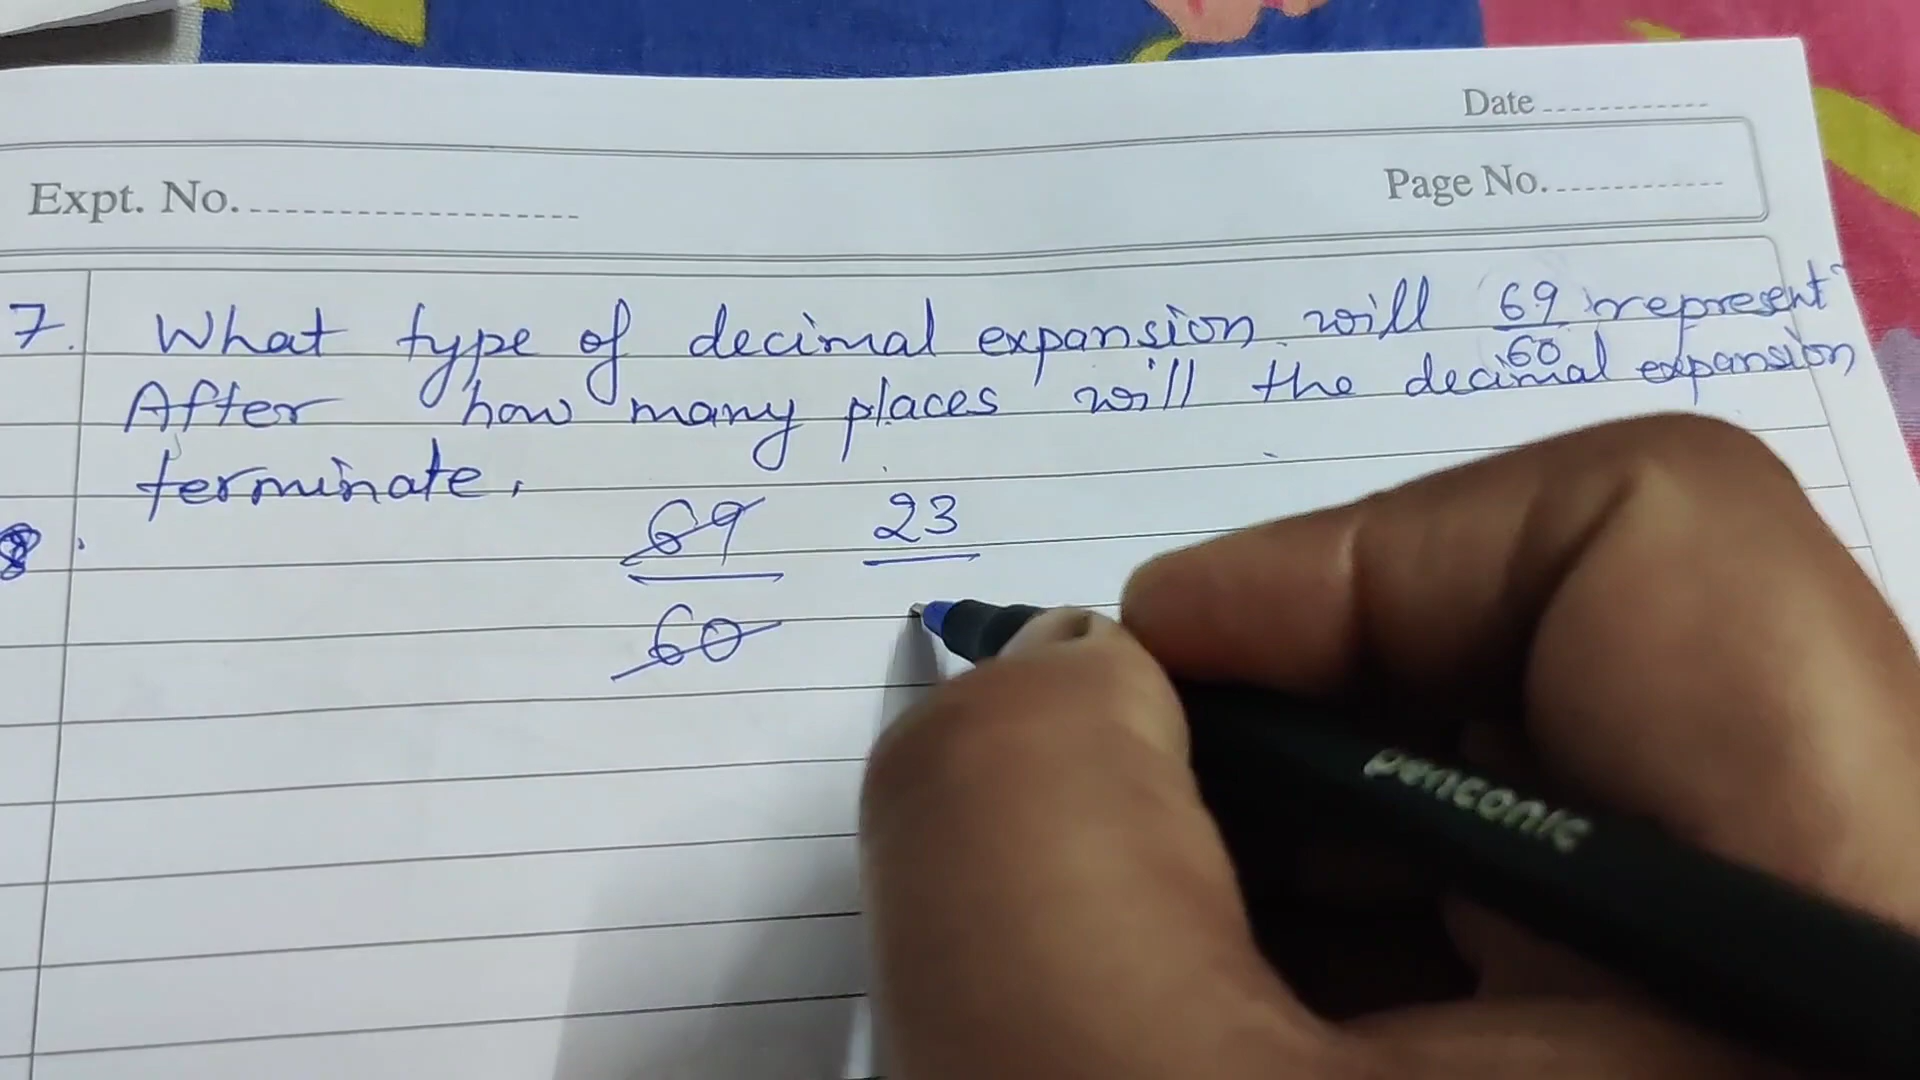 Date
Expt. No.
Page No.
7. What type of decimal expansion will 69/60 represent?
After how many places will the decimal expansion
terminate.
8.
69 23
60
penconic